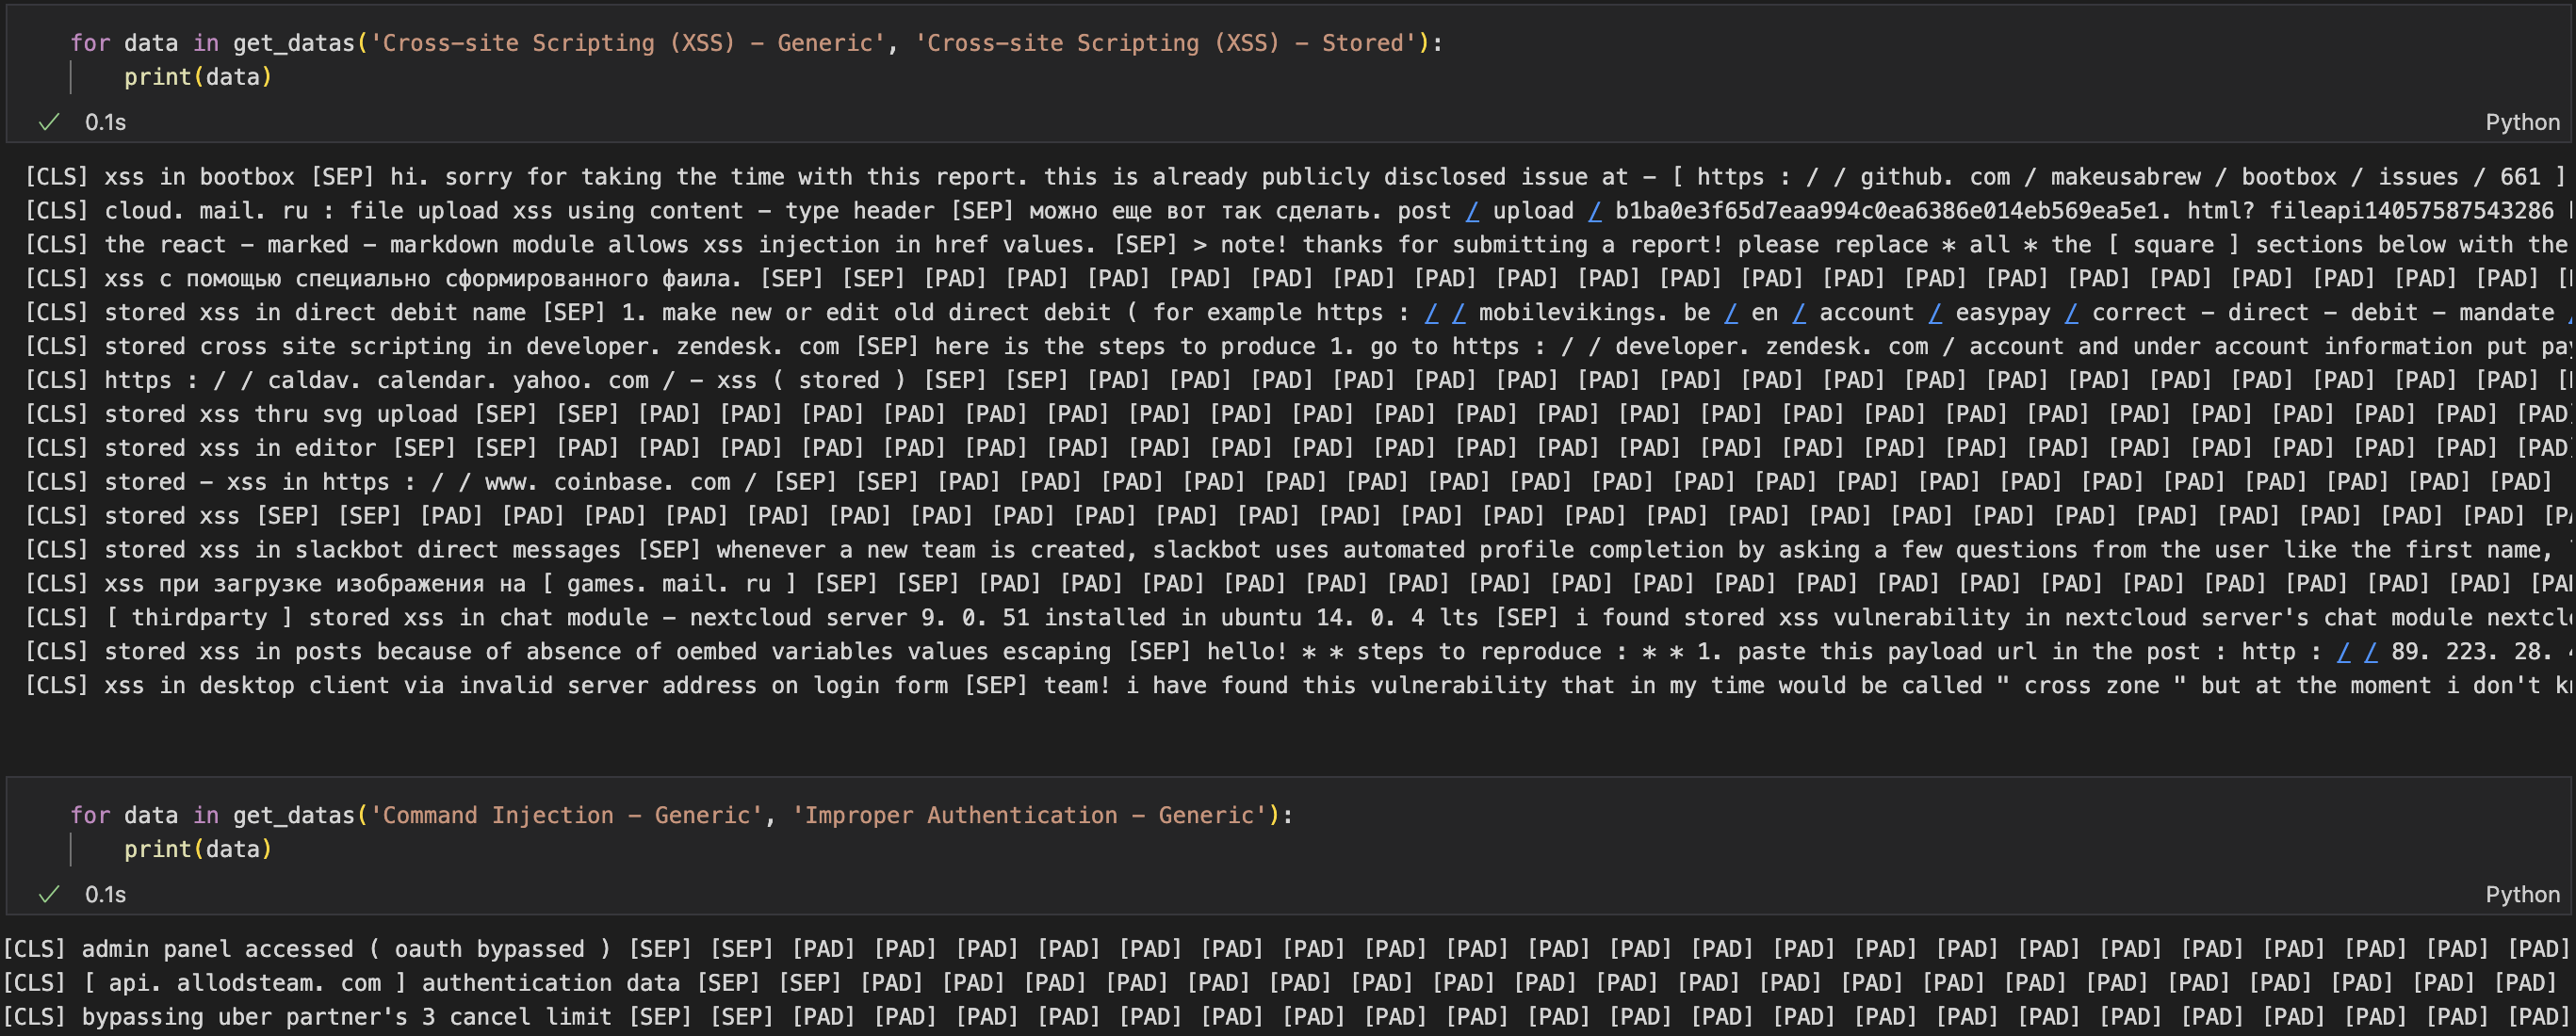 for data in get_datas('Cross-site Scripting (XSS) - Generic', 'Cross-site Scripting (XSS) - Stored'):
print(data)
0.1s
Python
[CLS] xss in bootbox [SEP] hi. sorry for taking the time with this report. this is already publicly disclosed issue at - [ https : / / github. com / makeusabrew / bootbox / issues / 661 ]
[CLS] cloud. mail. ru : file upload xss using content - type header [SEP] можно еще вот так сделать. post / upload / b1ba0e3f65d7eaa994c0ea6386e014eb569ea5e1. html? fileapi14057587543286
[CLS] the react - marked - markdown module allows xss injection in href values. [SEP] > note! thanks for submitting a report! please replace * all * the [ square ] sections below with the
[CLS] xss с помощью специально сформированного фаила. [SEP] [SEP] [PAD] [PAD] [PAD] [PAD] [PAD] [PAD] [PAD] [PAD] [PAD] [PAD] [PAD] [PAD] [PAD] [PAD] [PAD] [PAD] [PAD] [PAD] [PAD] [PAD]
[CLS] stored xss in direct debit name [SEP] 1. make new or edit old direct debit ( for example https : / / mobilevikings. be / en / account / easypay / correct - direct - debit - mandate
[CLS] stored cross site scripting in developer. zendesk. com [SEP] here is the steps to produce 1. go to https : / / developer. zendesk. com / account and under account information put
[CLS] https : / / caldav. calendar. yahoo. com / - xss ( stored ) [SEP] [SEP] [PAD] [PAD] [PAD] [PAD] [PAD] [PAD] [PAD] [PAD] [PAD] [PAD] [PAD] [PAD] [PAD] [PAD] [PAD] [PAD] [PAD] [PAD]
[CLS] stored xss thru svg upload [SEP] [SEP] [PAD] [PAD] [PAD] [PAD] [PAD] [PAD] [PAD] [PAD] [PAD] [PAD] [PAD] [PAD] [PAD] [PAD] [PAD] [PAD] [PAD] [PAD] [PAD] [PAD] [PAD] [PAD] [PAD] [PAD]
[CLS] stored xss in editor [SEP] [SEP] [PAD] [PAD] [PAD] [PAD] [PAD] [PAD] [PAD] [PAD] [PAD] [PAD] [PAD] [PAD] [PAD] [PAD] [PAD] [PAD] [PAD] [PAD] [PAD] [PAD] [PAD] [PAD] [PAD] [PAD] [PAD]
[CLS] stored - xss in https : / / www. coinbase. com / [SEP] [SEP] [PAD] [PAD] [PAD] [PAD] [PAD] [PAD] [PAD] [PAD] [PAD] [PAD] [PAD] [PAD] [PAD] [PAD] [PAD] [PAD] [PAD] [PAD] [PAD] [PAD]
[CLS] stored xss [SEP] [SEP] [PAD] [PAD] [PAD] [PAD] [PAD] [PAD] [PAD] [PAD] [PAD] [PAD] [PAD] [PAD] [PAD] [PAD] [PAD] [PAD] [PAD] [PAD] [PAD] [PAD] [PAD] [PAD] [PAD] [PAD] [PAD] [PAD]
[CLS] stored xss in slackbot direct messages [SEP] whenever a new team is created, slackbot uses automated profile completion by asking a few questions from the user like the first name,
[CLS] xss при загрузке изображения на [ games. mail. ru ] [SEP] [SEP] [PAD] [PAD] [PAD] [PAD] [PAD] [PAD] [PAD] [PAD] [PAD] [PAD] [PAD] [PAD] [PAD] [PAD] [PAD] [PAD] [PAD] [PAD] [PAD]
[CLS] [ thirdparty ] stored xss in chat module - nextcloud server 9. 0. 51 installed in ubuntu 14. 0. 4 lts [SEP] i found stored xss vulnerability in nextcloud server's chat module
[CLS] stored xss in posts because of absence of oembed variables values escaping [SEP] hello! * * steps to reproduce : * * 1. paste this payload url in the post : http : / / 89. 223. 28.
[CLS] xss in desktop client via invalid server address on login form [SEP] team! i have found this vulnerability that in my time would be called " cross zone " but at the moment i don't
for data in get_datas('Command Injection - Generic', 'Improper Authentication - Generic'):
print(data)
0.1s
Python
[CLS] admin panel accessed ( oauth bypassed ) [SEP] [SEP] [PAD] [PAD] [PAD] [PAD] [PAD] [PAD] [PAD] [PAD] [PAD] [PAD] [PAD] [PAD] [PAD] [PAD] [PAD] [PAD] [PAD] [PAD] [PAD] [PAD] [PAD] [PAD]
[CLS] [ api. allodsteam. com ] authentication data [SEP] [SEP] [PAD] [PAD] [PAD] [PAD] [PAD] [PAD] [PAD] [PAD] [PAD] [PAD] [PAD] [PAD] [PAD] [PAD] [PAD] [PAD] [PAD] [PAD] [PAD] [PAD] [PAD]
[CLS] bypassing uber partner's 3 cancel limit [SEP] [SEP] [PAD] [PAD] [PAD] [PAD] [PAD] [PAD] [PAD] [PAD] [PAD] [PAD] [PAD] [PAD] [PAD] [PAD] [PAD] [PAD] [PAD] [PAD] [PAD] [PAD] [PAD] [PAD]